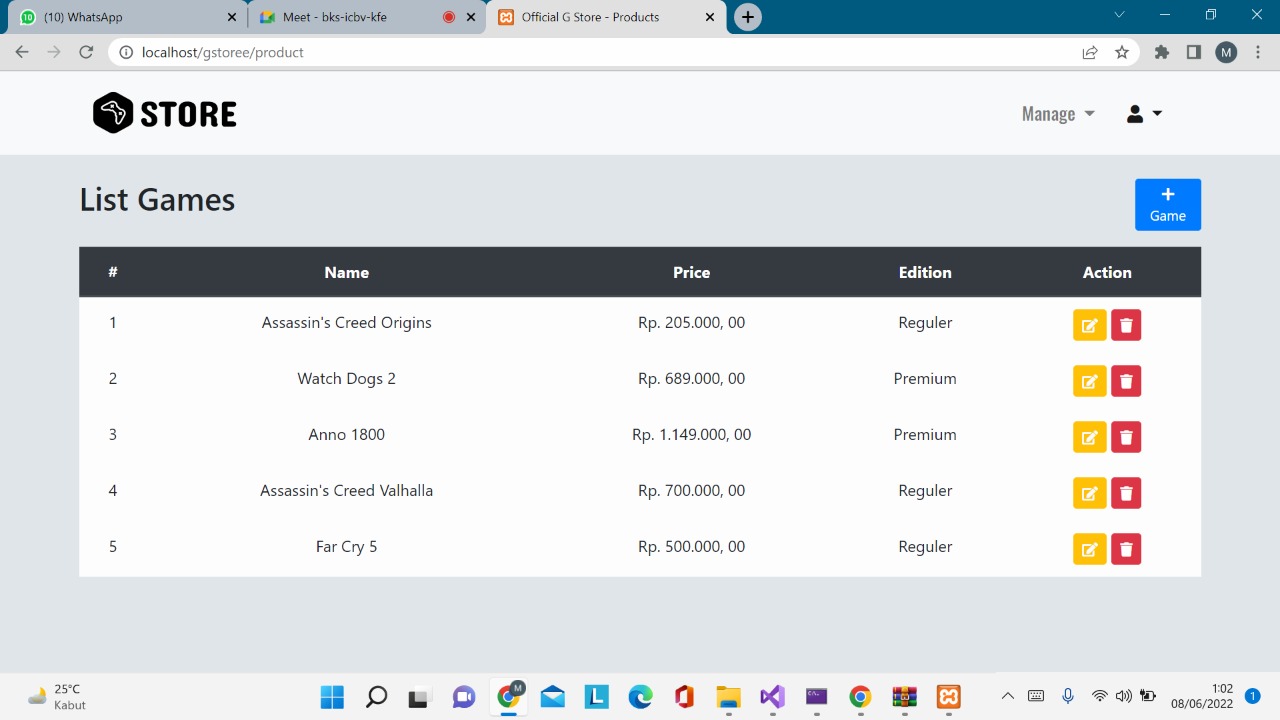 (10) WhatsApp
Meet - bks-icbv-kfe
Official G Store - Products
localhost/gstoree/product
M
STORE
Manage
List Games
+ Game
# Name Price Edition Action
1 Assassin's Creed Origins Rp. 205.000, 00 Reguler
2 Watch Dogs 2 Rp. 689.000, 00 Premium
3 Anno 1800 Rp. 1.149.000, 00 Premium
4 Assassin's Creed Valhalla Rp. 700.000, 00 Reguler
5 Far Cry 5 Rp. 500.000, 00 Reguler
25°C
Kabut
M
L
1:02
08/06/2022
1